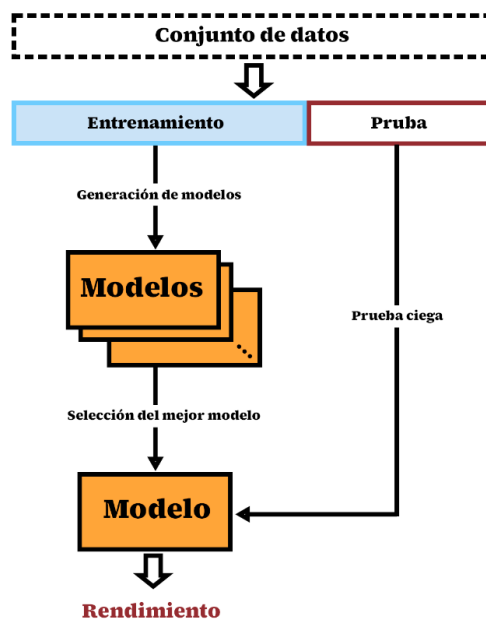 Conjunto de datos
Entrenamiento
Pruba
Generación de modelos
Modelos
Prueba ciega
Selección del mejor modelo
Modelo
Rendimiento